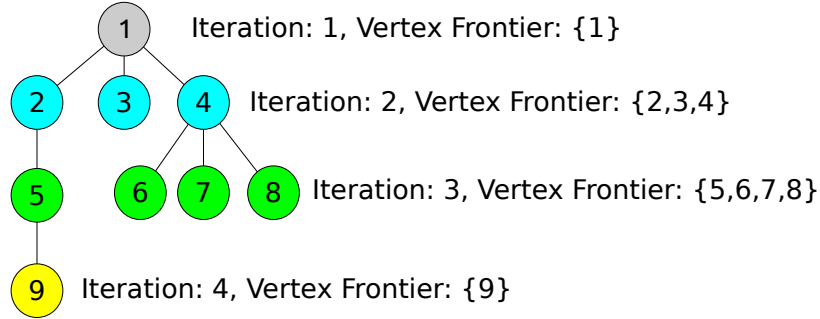 1 Iteration: 1, Vertex Frontier: {1}
2 3 4 Iteration: 2, Vertex Frontier: {2,3,4}
5 6 7 8 Iteration: 3, Vertex Frontier: {5,6,7,8}
9 Iteration: 4, Vertex Frontier: {9}